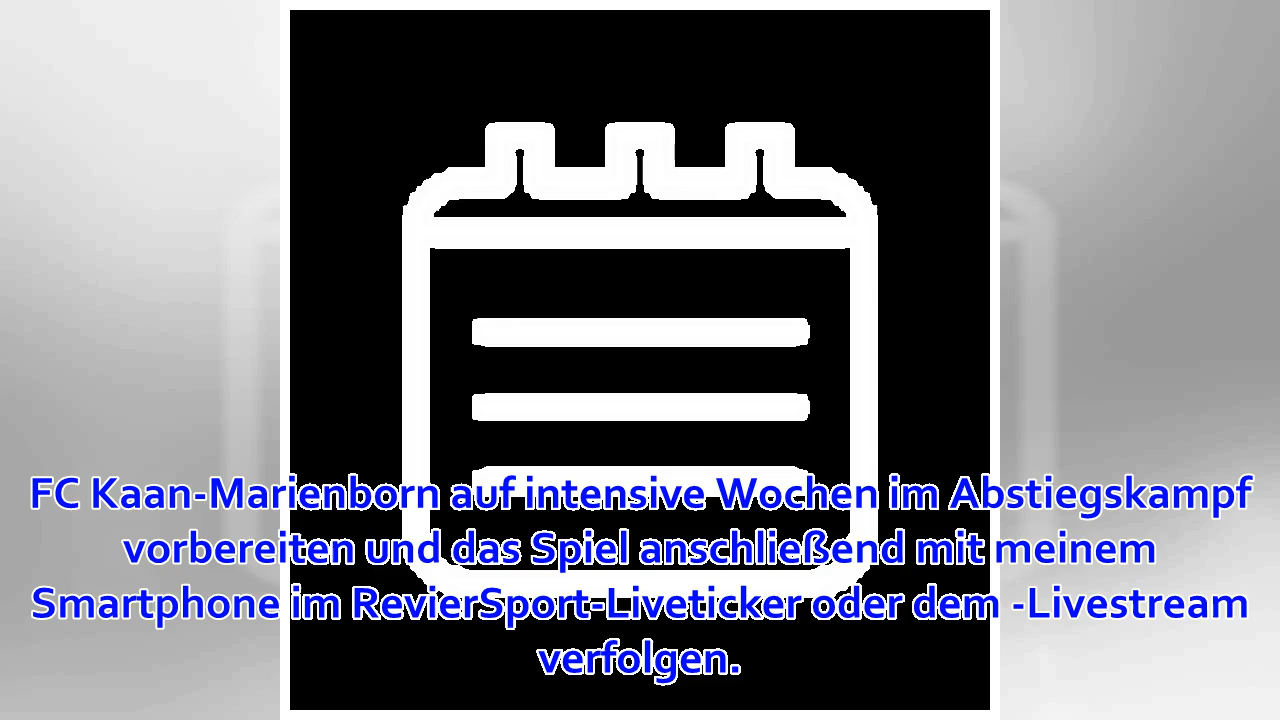 FC Kaan-Marienborn auf intensive Wochen im Abstiegskampf
vorbereiten und das Spiel anschließend mit meinem
Smartphone im RevierSport-Liveticker oder dem -Livestream
verfolgen.